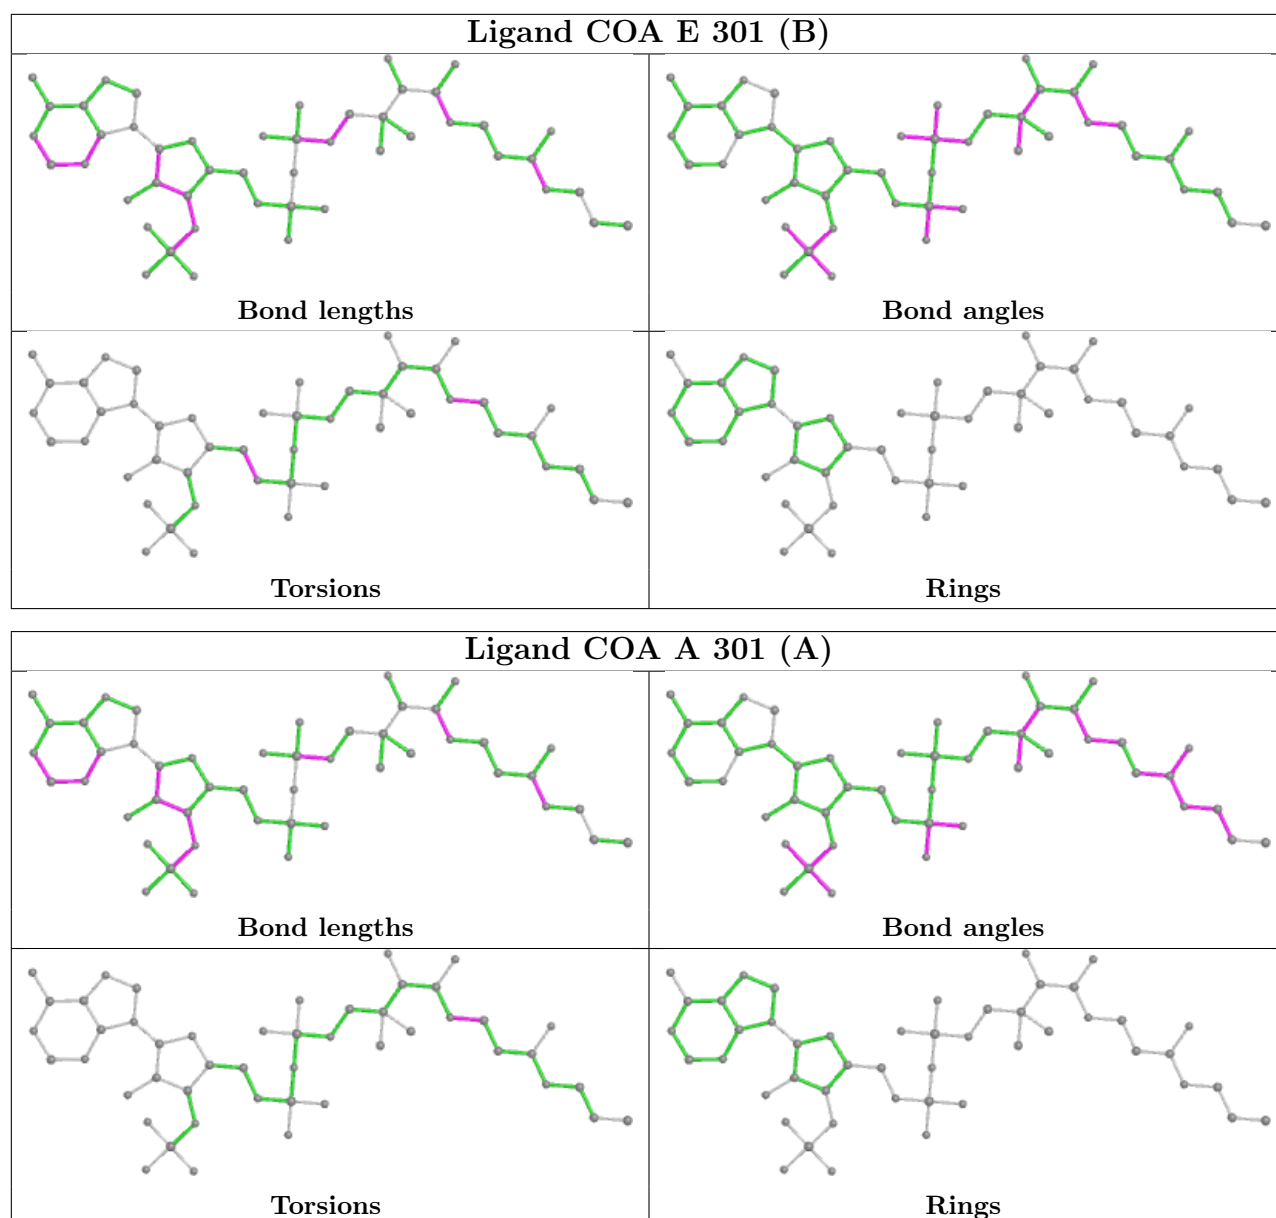 Ligand COA E 301 (B)
Bond lengths
Bond angles
Torsions
Rings
Ligand COA A 301 (A)
Bond lengths
Bond angles
Torsions
Rings